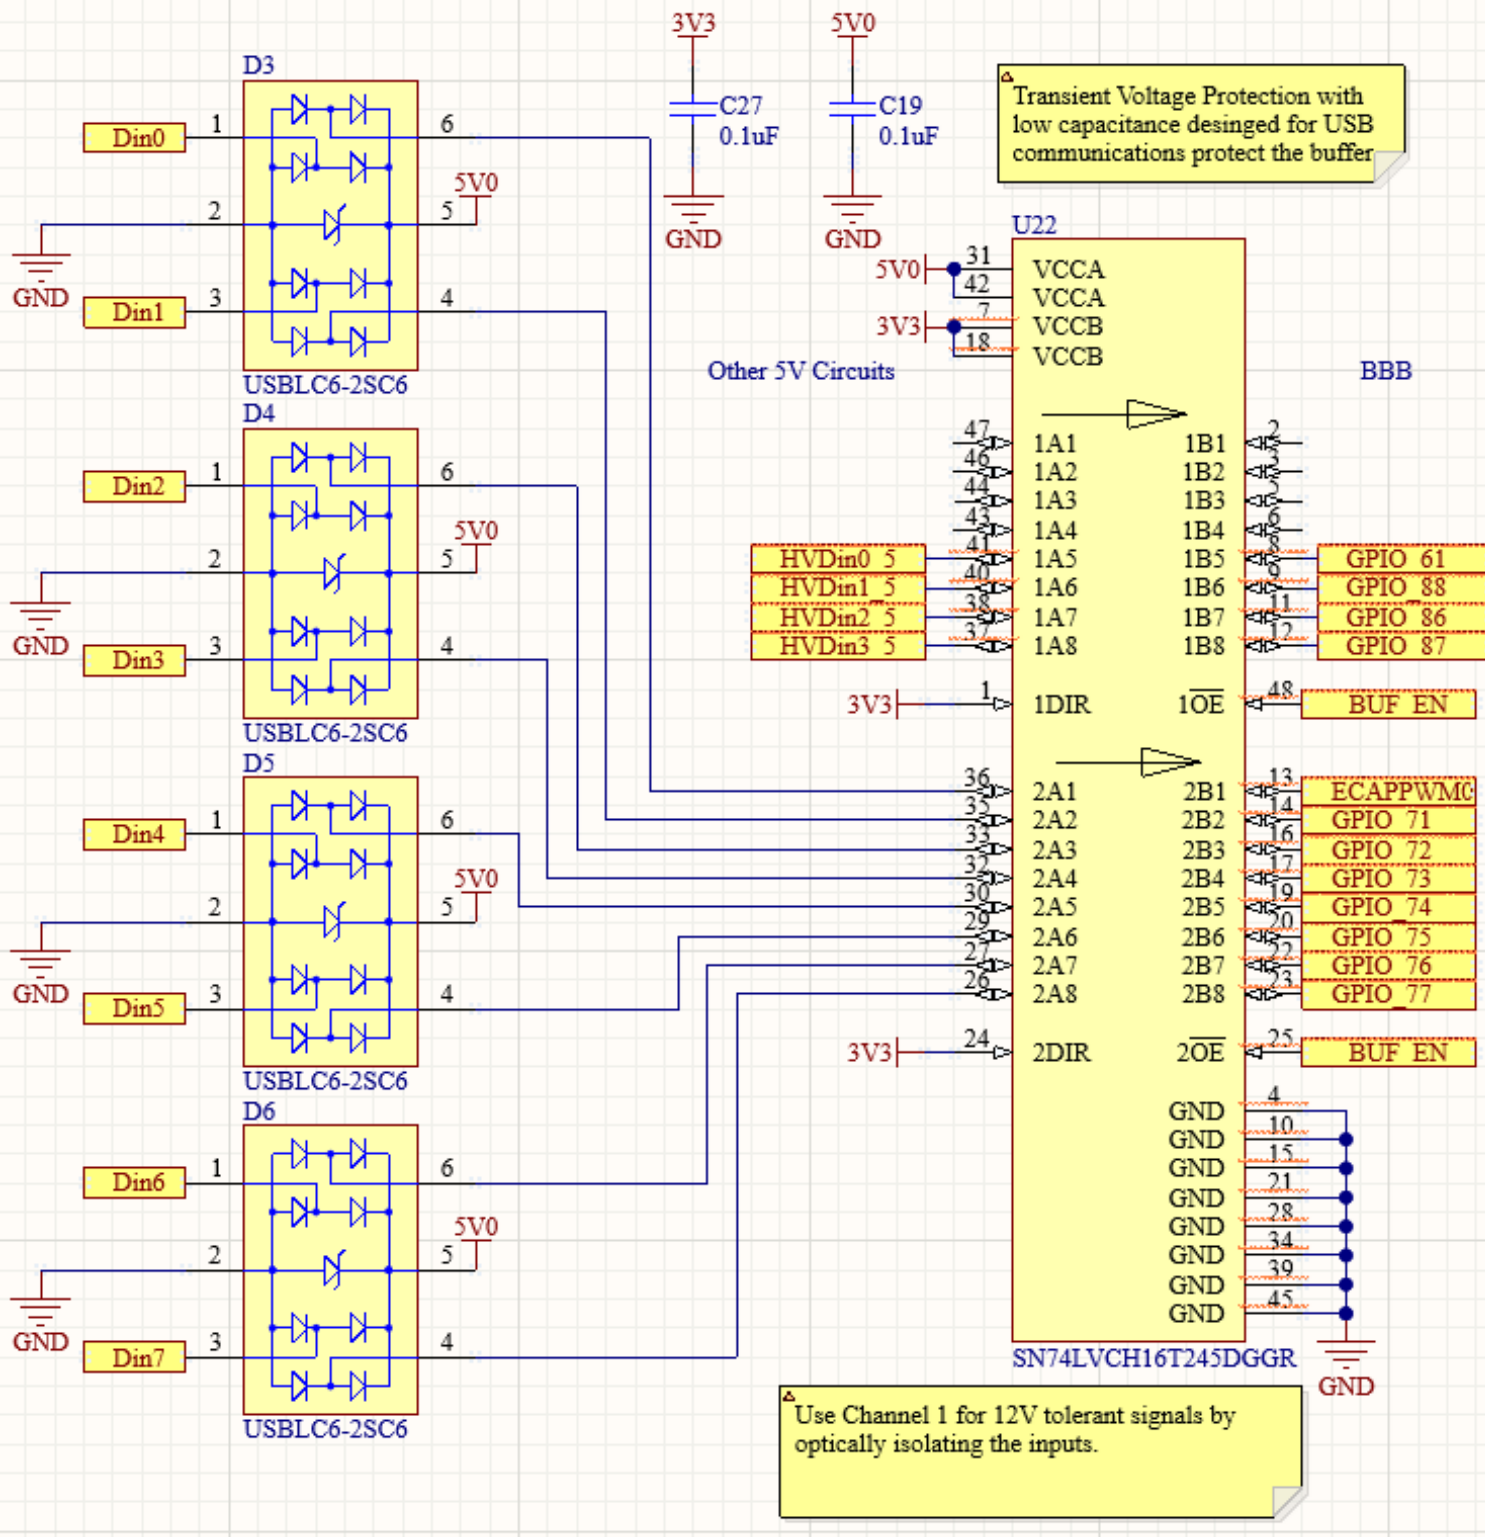 3V3
5V0
D3
Din0
1
6
C27
0.1uF
C19
0.1uF
Transient Voltage Protection with
low capacitance desinged for USB
communications protect the buffer
5V0
2
5
GND
GND
GND
Din1
3
4
USBLC6-2SC6
U22
5V0
31
VCCA
42
VCCA
3V3
7
VCCB
18
VCCB
Other 5V Circuits
BBB
D4
Din2
1
6
5V0
2
5
GND
Din3
3
4
USBLC6-2SC6
47
1A1
1B1
2
46
1A2
1B2
3
44
1A3
1B3
5
43
1A4
1B4
6
HVDin0_5
41
1A5
1B5
8
GPIO_61
HVDin1_5
40
1A6
1B6
9
GPIO_88
HVDin2_5
38
1A7
1B7
11
GPIO_86
HVDin3_5
37
1A8
1B8
12
GPIO_87
3V3
1
1DIR
1OE
48
BUF_EN
D5
Din4
1
6
5V0
2
5
GND
Din5
3
4
USBLC6-2SC6
36
2A1
2B1
13
ECAPPWM0
35
2A2
2B2
14
GPIO_71
33
2A3
2B3
16
GPIO_72
32
2A4
2B4
17
GPIO_73
30
2A5
2B5
19
GPIO_74
29
2A6
2B6
20
GPIO_75
27
2A7
2B7
22
GPIO_76
26
2A8
2B8
23
GPIO_77
3V3
24
2DIR
2OE
25
BUF_EN
D6
Din6
1
6
5V0
2
5
GND
Din7
3
4
USBLC6-2SC6
GND
4
GND
10
GND
15
GND
21
GND
28
GND
34
GND
39
GND
45
SN74LVCH16T245DGGR
GND
Use Channel 1 for 12V tolerant signals by
optically isolating the inputs.